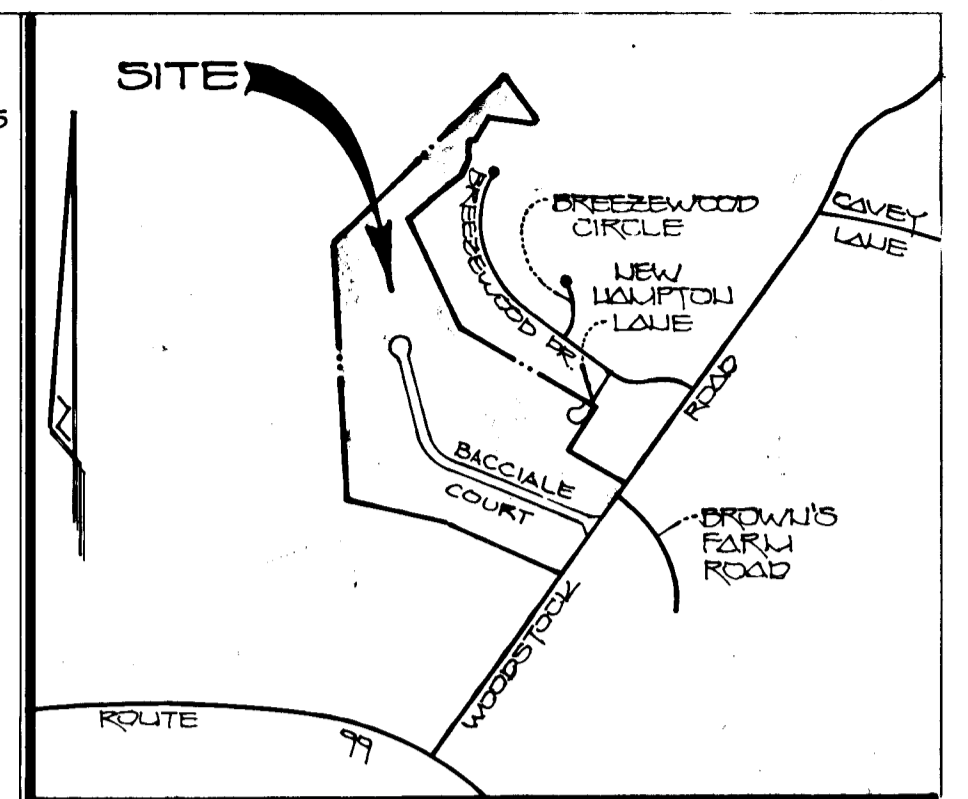 SITE
S
BREEZEWOOD DR.
BREEZEWOOD
CIRCLE
NEW
HAMPTON
LANE
CAVEY
LANE
WOODSTOCK ROAD
BACCIALE
COURT
BROWN'S
FARM
ROAD
ROUTE 99
N